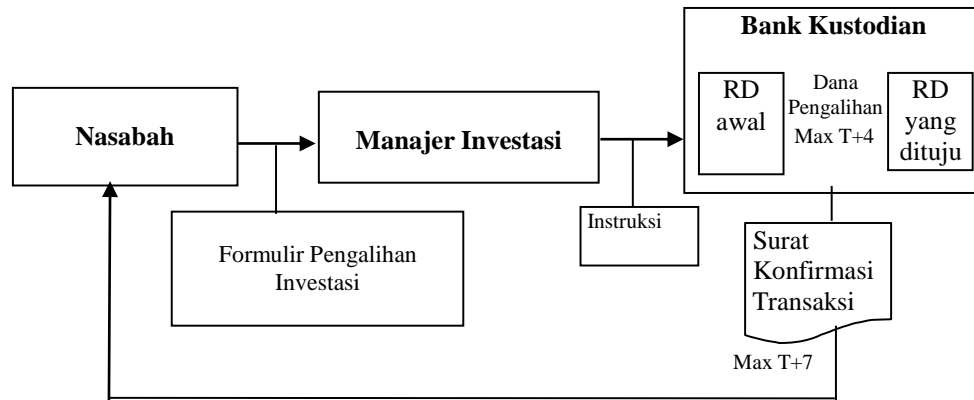 Bank Kustodian
RD
awal
Dana
Pengalihan
Max T+4
RD
yang
dituju
Nasabah
Manajer Investasi
Formulir Pengalihan
Investasi
Instruksi
Surat
Konfirmasi
Transaksi
Max T+7